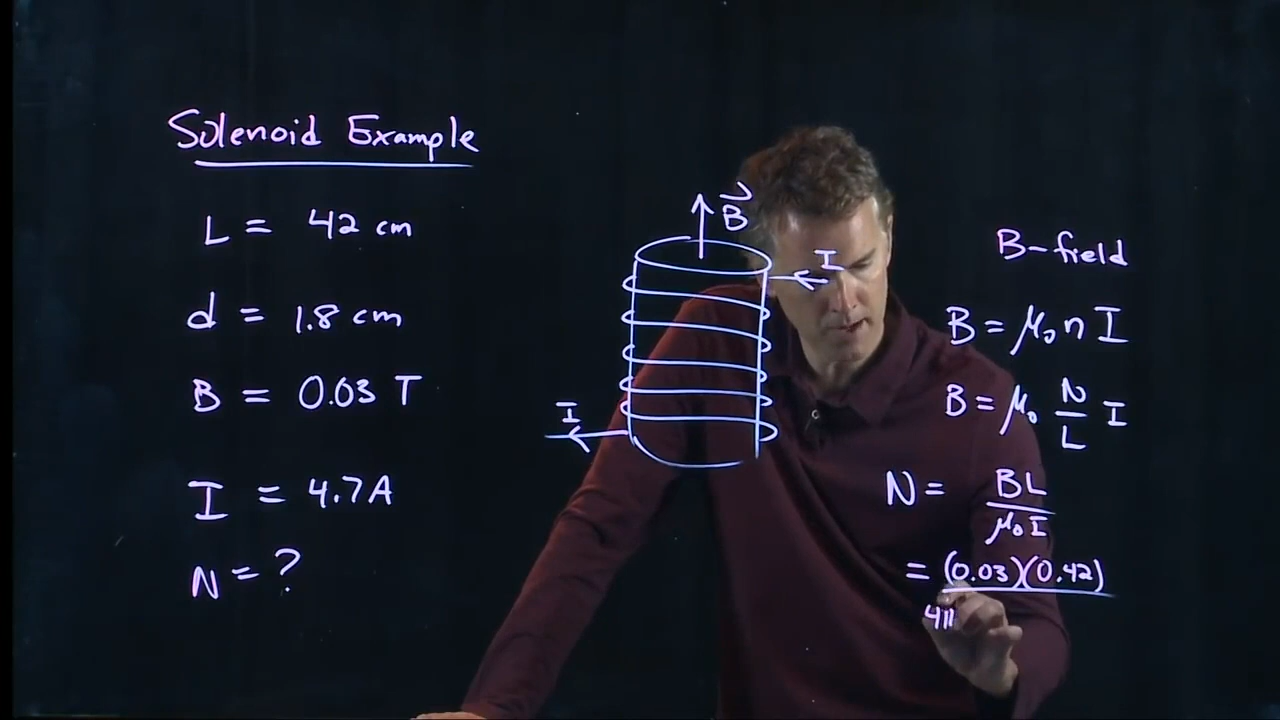 Solenoid Example
L = 42 cm
d = 1.8 cm
B = 0.03 T
I = 4.7A
N = ?
B
I
I
B-field
B = μ₀ n I
B = μ₀ N/L I
N = BL/μ₀I
= (0.03)(0.42)
4π